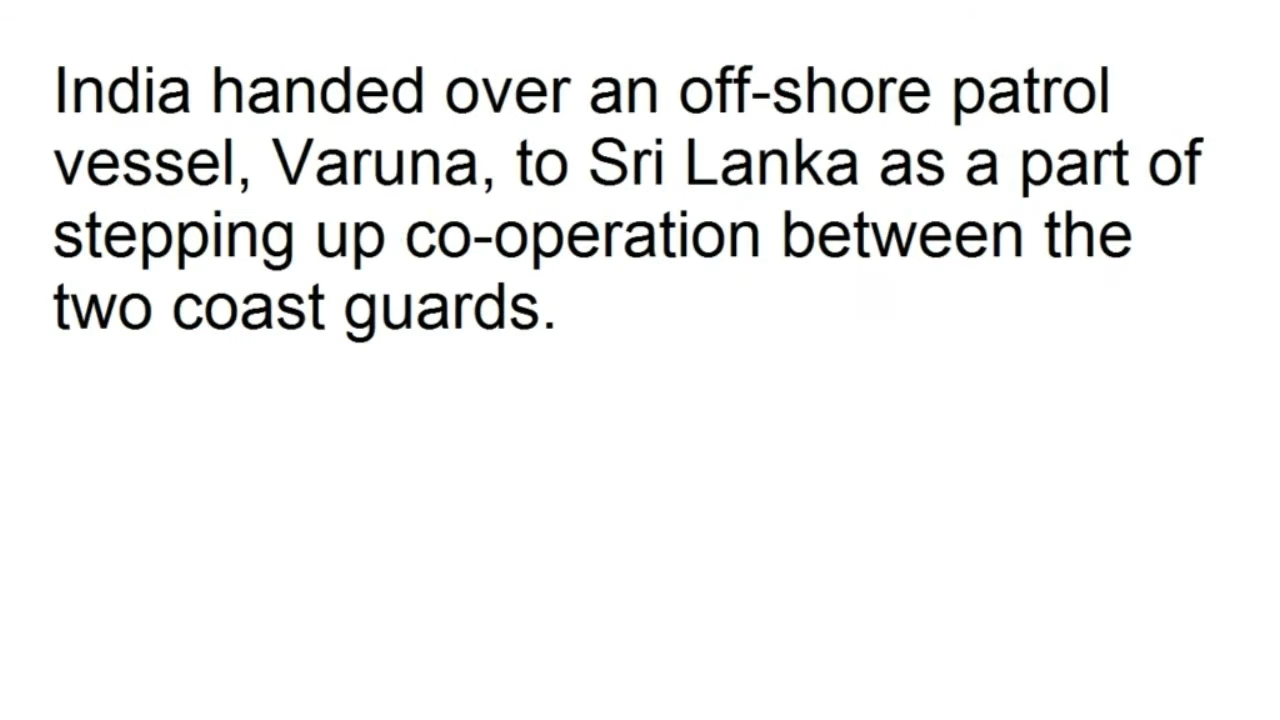 India handed over an off-shore patrol
vessel, Varuna, to Sri Lanka as a part of
stepping up co-operation between the
two coast guards.